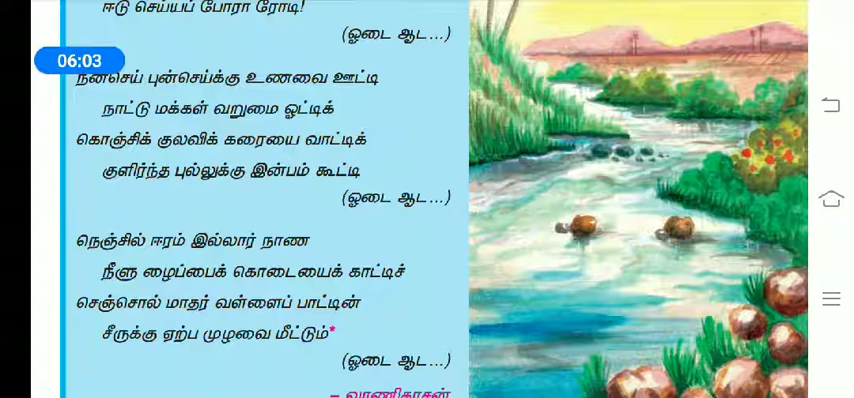 ஈடு செய்யப் போரா ரோடி!
(ஓடை ஆட...)
06:03
நன்செய் புன்செய்க்கு உணவை ஊட்டி
நாட்டு மக்கள் வறுமை ஓட்டிக்
கொஞ்சிக் குலவிக் கரையை வாட்டிக்
குளிர்ந்த புல்லுக்கு இன்பம் கூட்டி
(ஓடை ஆட...)
நெஞ்சில் ஈரம் இல்லார் நாண
நீளு ழைப்பைக் கொடையைக் காட்டிச்
செஞ்சொல் மாதர் வள்ளைப் பாட்டின்
சீருக்கு ஏற்ப முழவை மீட்டும்*
(ஓடை ஆட...)
– வாணிதாசன்